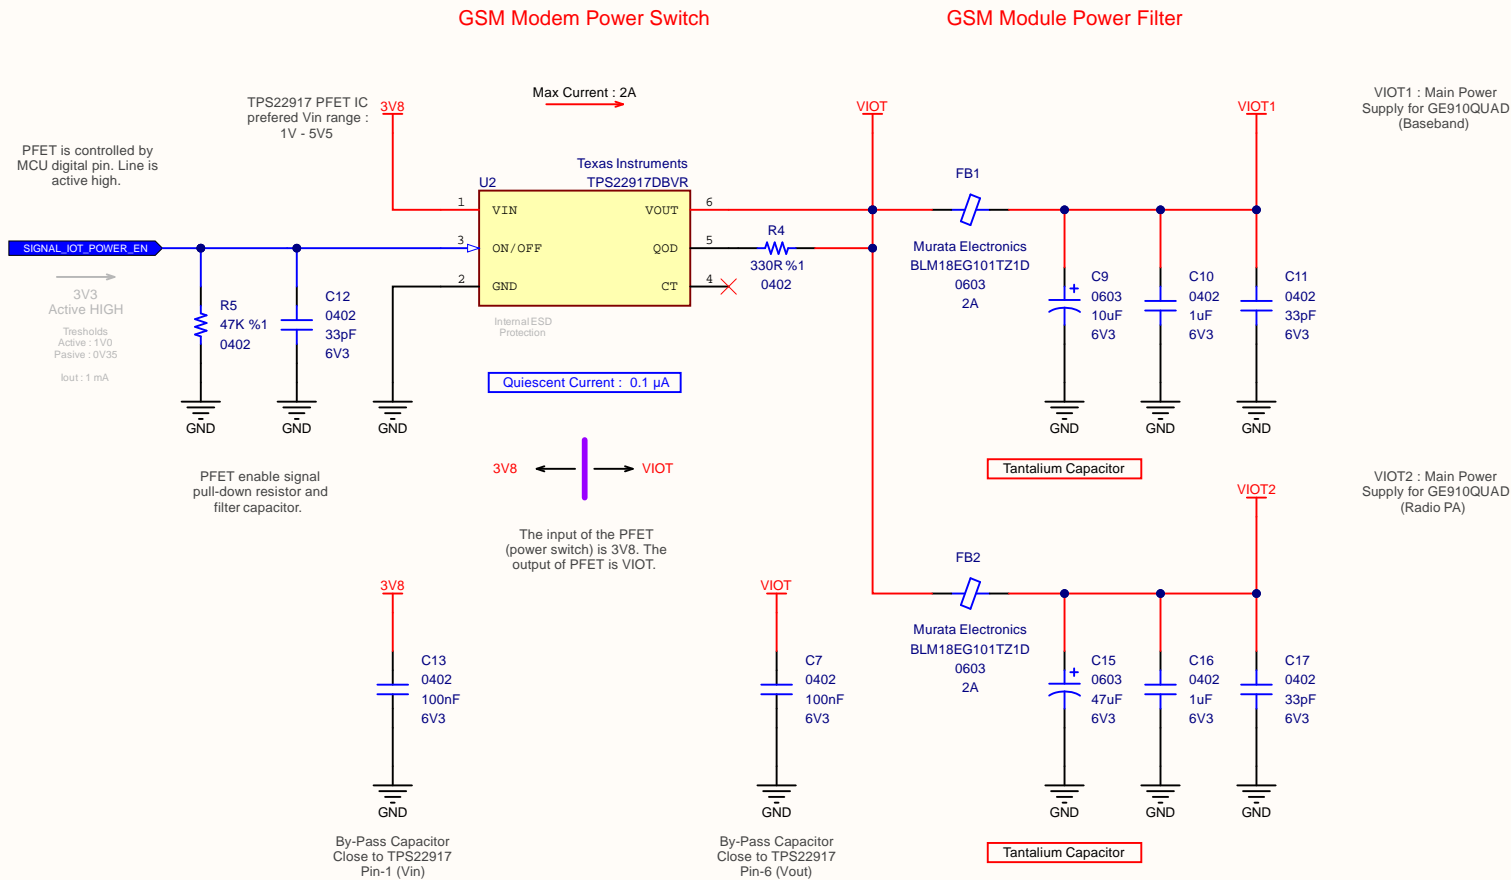 GSM Modem Power Switch
GSM Module Power Filter
TPS22917 PFET IC
prefered Vin range :
1V - 5V5
3V8
Max Current : 2A
VIOT
VIOT1
VIOT1 : Main Power
Supply for GE910QUAD
(Baseband)
PFET is controlled by
MCU digital pin. Line is
active high.
Texas Instruments
TPS22917DBVR
U2
1
VIN
VOUT
6
3
ON/OFF
QOD
5
2
GND
CT
4
SIGNAL_IOT_POWER_EN
3V3
Active HIGH
Tresholds
Active : 1V0
Pasive : 0V35
Iout : 1 mA
R5
47K %1
0402
C12
0402
33pF
6V3
R4
330R %1
0402
FB1
Murata Electronics
BLM18EG101TZ1D
0603
2A
C9
0603
10uF
6V3
C10
0402
1uF
6V3
C11
0402
33pF
6V3
Internal ESD
Protection
Quiescent Current : 0.1 µA
GND
GND
GND
GND
GND
GND
PFET enable signal
pull-down resistor and
filter capacitor.
3V8
VIOT
The input of the PFET
(power switch) is 3V8. The
output of PFET is VIOT.
Tantalium Capacitor
VIOT2
VIOT2 : Main Power
Supply for GE910QUAD
(Radio PA)
3V8
C13
0402
100nF
6V3
GND
By-Pass Capacitor
Close to TPS22917
Pin-1 (Vin)
VIOT
C7
0402
100nF
6V3
GND
By-Pass Capacitor
Close to TPS22917
Pin-6 (Vout)
FB2
Murata Electronics
BLM18EG101TZ1D
0603
2A
C15
0603
47uF
6V3
C16
0402
1uF
6V3
C17
0402
33pF
6V3
GND
GND
GND
Tantalium Capacitor